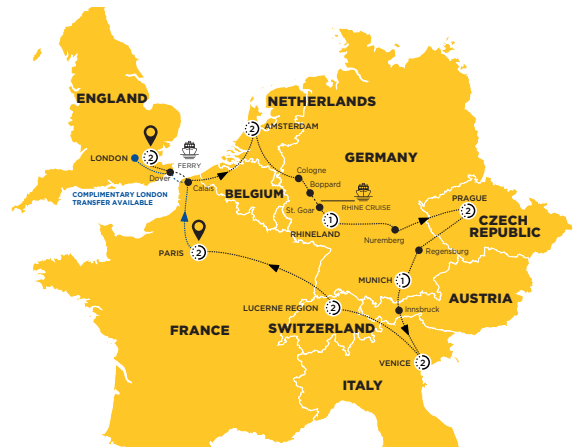 ENGLAND
NETHERLANDS
2
AMSTERDAM
LONDON
2
FERRY
Dover
Calais
COMPLIMENTARY LONDON
TRANSFER AVAILABLE
BELGIUM
GERMANY
Cologne
Boppard
St. Goar
RHINE CRUISE
1
RHINELAND
Nuremberg
PRAGUE
2
CZECH
REPUBLIC
Regensburg
PARIS
2
MUNICH
1
AUSTRIA
LUCERNE REGION
2
Innsbruck
FRANCE
SWITZERLAND
VENICE
2
ITALY